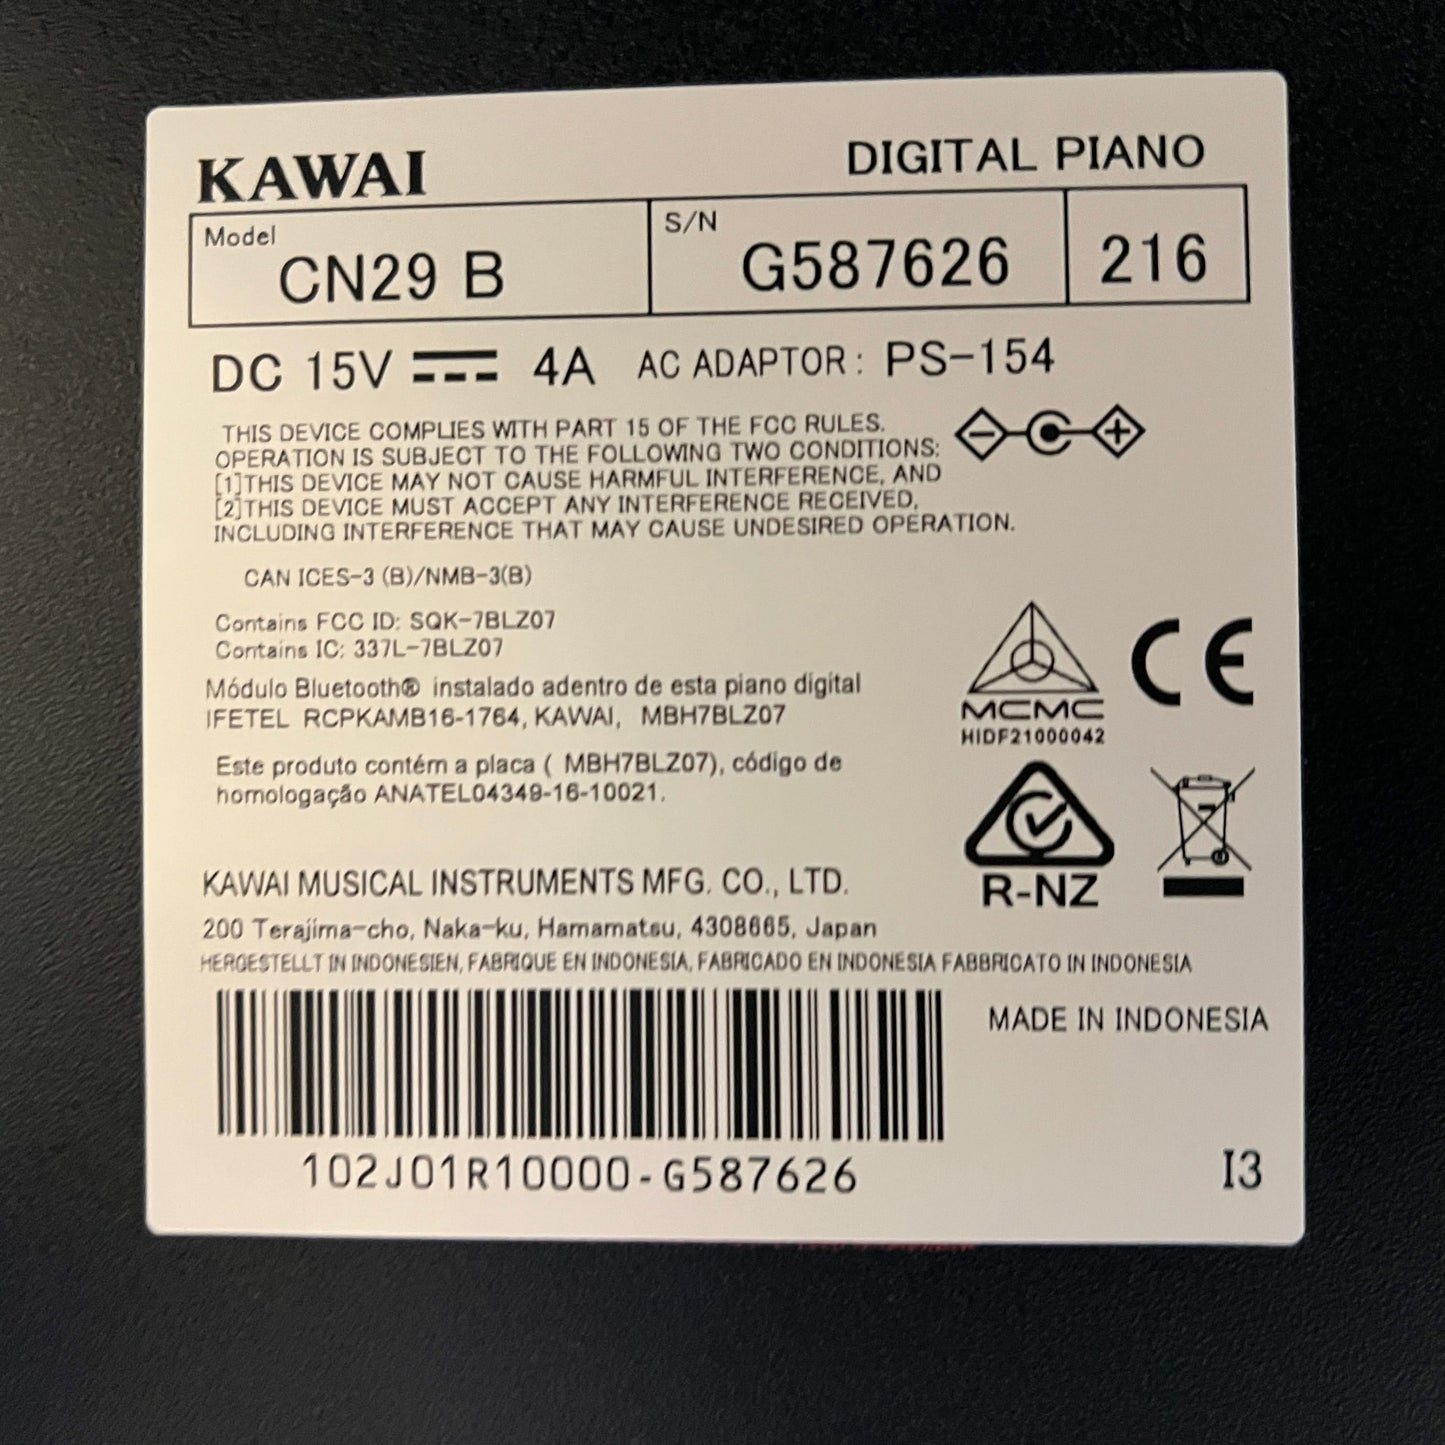 KAWAI
DIGITAL PIANO
Model
CN29 B
S/N
G587626
216
DC 15V 4A AC ADAPTOR : PS-154
THIS DEVICE COMPLIES WITH PART 15 OF THE FCC RULES.
OPERATION IS SUBJECT TO THE FOLLOWING TWO CONDITIONS:
[1]THIS DEVICE MAY NOT CAUSE HARMFUL INTERFERENCE, AND
[2]THIS DEVICE MUST ACCEPT ANY INTERFERENCE RECEIVED,
INCLUDING INTERFERENCE THAT MAY CAUSE UNDESIRED OPERATION.
CAN ICES-3 (B)/NMB-3(B)
Contains FCC ID: SQK-7BLZ07
Contains IC: 337L-7BLZ07
Módulo Bluetooth® instalado adentro de esta piano digital
IFETEL RCPKAMB16-1764, KAWAI, MBH7BLZ07
Este produto contém a placa ( MBH7BLZ07), código de
homologação ANATEL04349-16-10021.
MCMC
HIDF21000042
CE
R-NZ
KAWAI MUSICAL INSTRUMENTS MFG. CO., LTD.
200 Terajima-cho, Naka-ku, Hamamatsu, 4308665, Japan
HERGESTELLT IN INDONESIEN, FABRIQUE EN INDONESIA, FABRICADO EN INDONESIA FABBRICATO IN INDONESIA
MADE IN INDONESIA
102J01R10000-G587626
I3